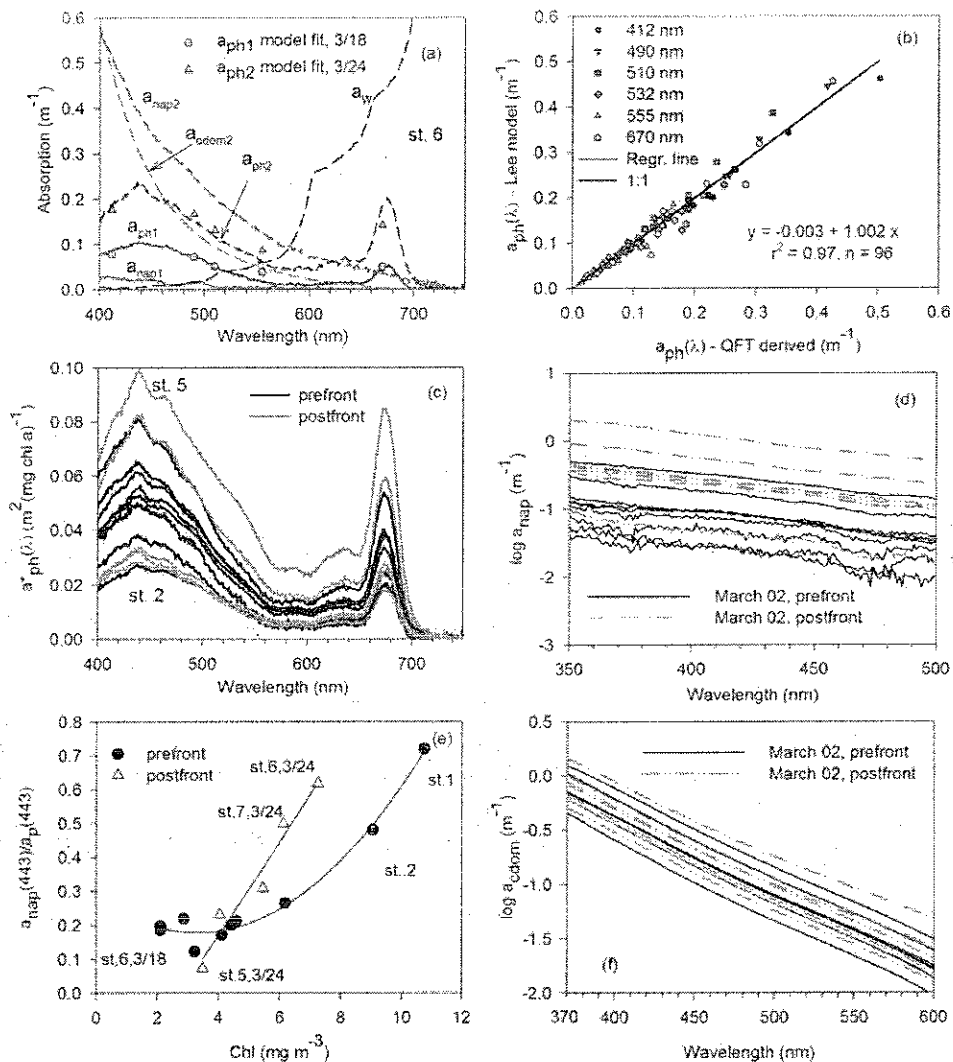 (a)
a_ph1 model fit, 3/18
a_ph2 model fit, 3/24
a_nap2
a_cdom2
a_ph2
a_w
st. 6
a_ph1
a_nap1
Absorption (m⁻¹)
0.6
0.5
0.4
0.3
0.2
0.1
0.0
400 500 600 700
Wavelength (nm)
(b)
412 nm
490 nm
510 nm
532 nm
555 nm
670 nm
Regr. line
1:1
y = -0.003 + 1.002 x
r² = 0.97, n = 96
a_ph(λ) - Lee model (m⁻¹)
0.6
0.5
0.4
0.3
0.2
0.1
0.0
0.0 0.1 0.2 0.3 0.4 0,5 0.6
a_ph(λ) - QFT derived (m⁻¹)
(c)
st. 5
prefront
postfront
st. 2
a*_ph(λ) (m² (mg chl a)⁻¹)
0.10
0.08
0.06
0.04
0.02
0.00
400 500 600 700
Wavelength (nm)
(d)
March 02, prefront
March 02, postfront
log a_nap (m⁻¹)
1
-0
-1
-2
-3
350 400 450 500
Wavelength (nm)
(e)
prefront
postfront
st.6,3/24
st.7,3/24
st.1
st..2
st,6,3/18
st.5,3/24
a_nap(443)/a_p(443)
0.8
0.7
0.6
0.5
0.4
0.3
0.2
0.1
0.0
0 2 4 6 8 10 12
Chl (mg m⁻³)
March 02, prefront
March 02, postfront
(f)
log a_cdom (m⁻¹)
0.5
0.0
-0.5
-1.0
-1.5
-2.0
370 400 450 500 550 600
Wavelength (nm)